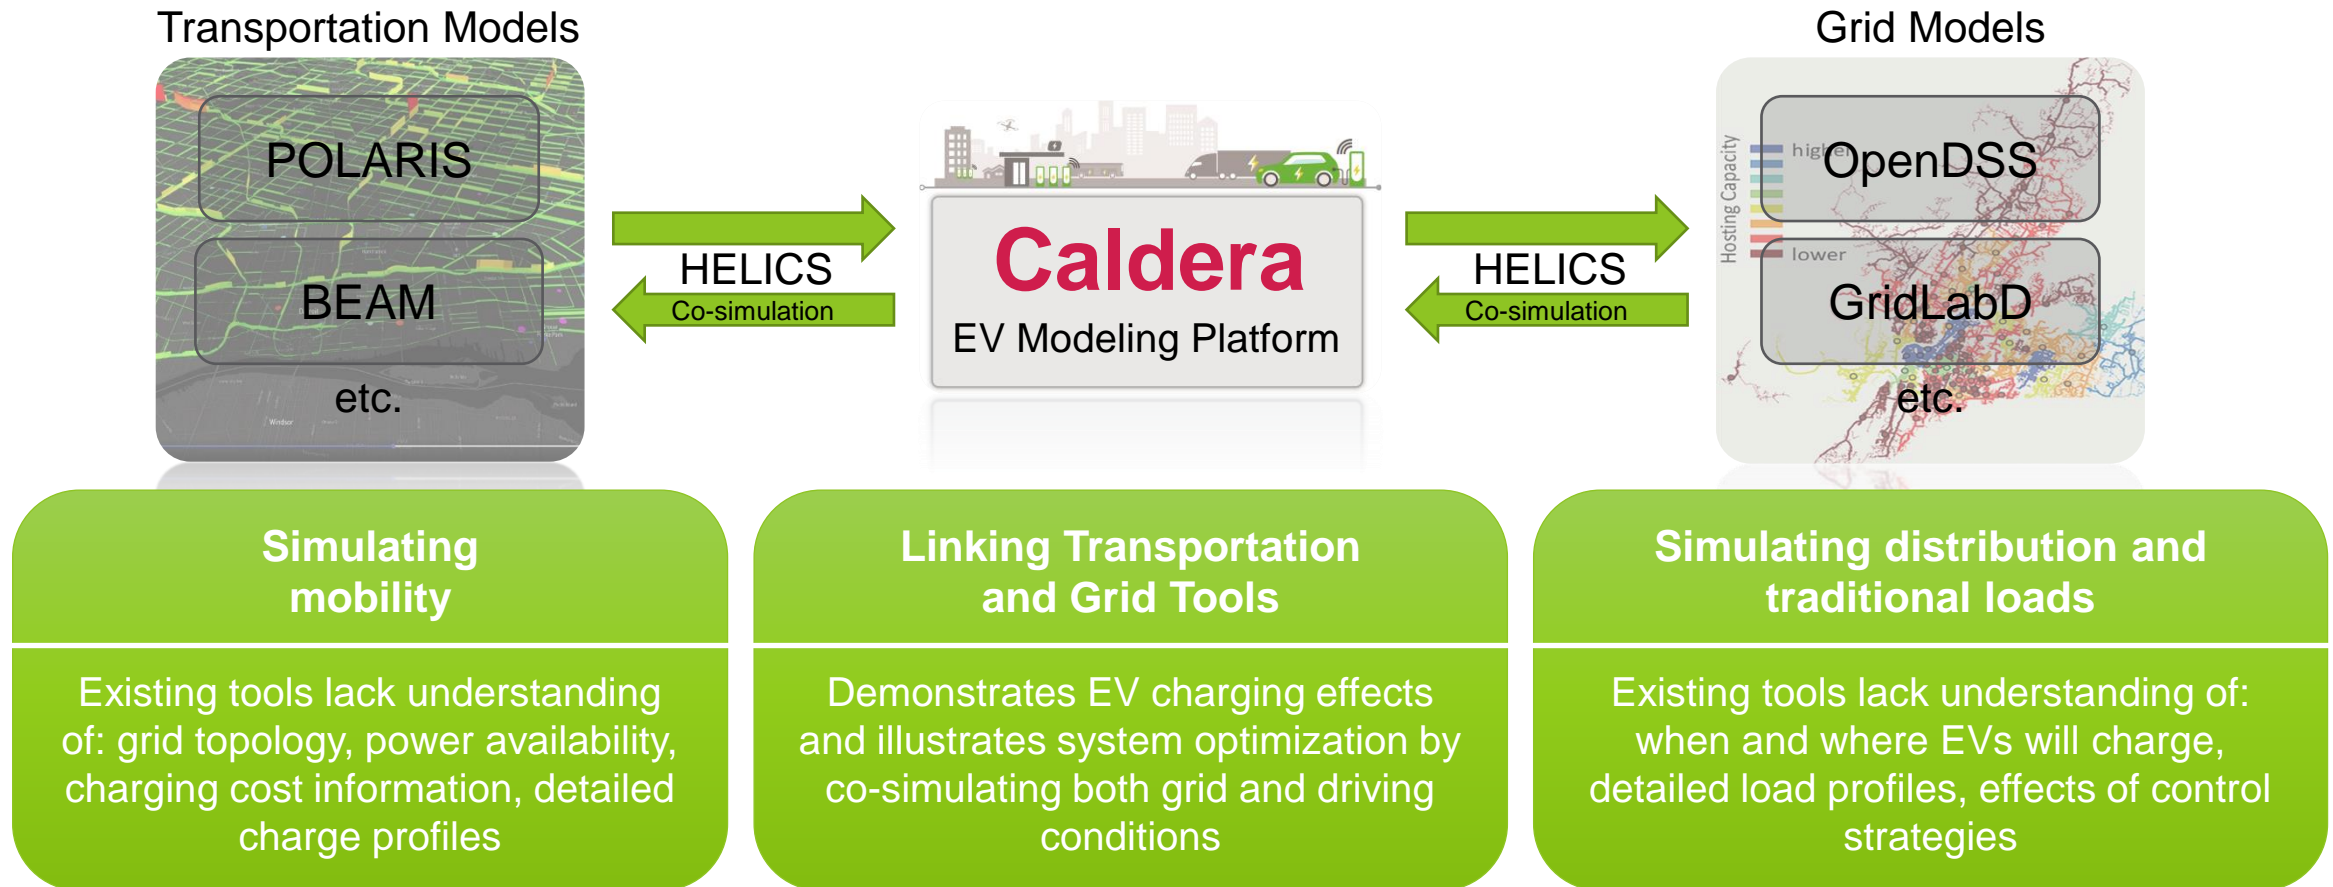 Transportation Models
POLARIS
BEAM
etc.
Windsor
HELICS
Co-simulation
Caldera
EV Modeling Platform
HELICS
Co-simulation
Grid Models
Hosting Capacity
higher
lower
OpenDSS
GridLabD
etc.
Simulating
mobility
Existing tools lack understanding
of: grid topology, power availability,
charging cost information, detailed
charge profiles
Linking Transportation
and Grid Tools
Demonstrates EV charging effects
and illustrates system optimization by
co-simulating both grid and driving
conditions
Simulating distribution and
traditional loads
Existing tools lack understanding of:
when and where EVs will charge,
detailed load profiles, effects of control
strategies